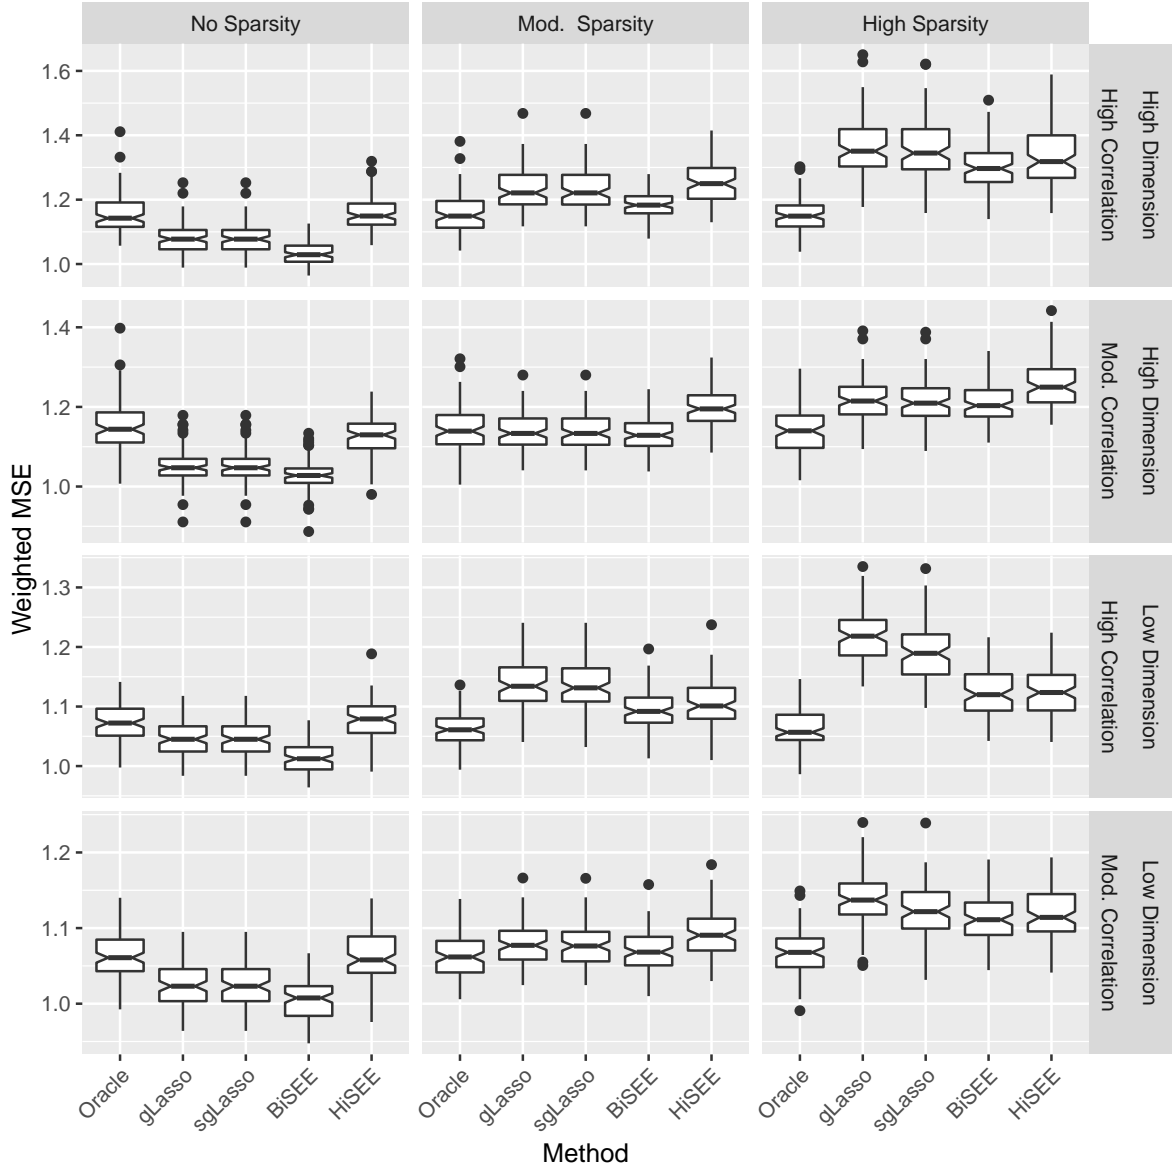 No Sparsity
Mod.  Sparsity
High Sparsity
1.6
1.4
1.2
1.0
High Dimension
High Correlation
1.4
1.2
1.0
High Dimension
Mod. Correlation
1.3
1.2
1.1
1.0
Low Dimension
High Correlation
1.2
1.1
1.0
Low Dimension
Mod. Correlation
Weighted MSE
Oracle
gLasso
sgLasso
BiSEE
HiSEE
Oracle
gLasso
sgLasso
BiSEE
HiSEE
Oracle
gLasso
sgLasso
BiSEE
HiSEE
Method